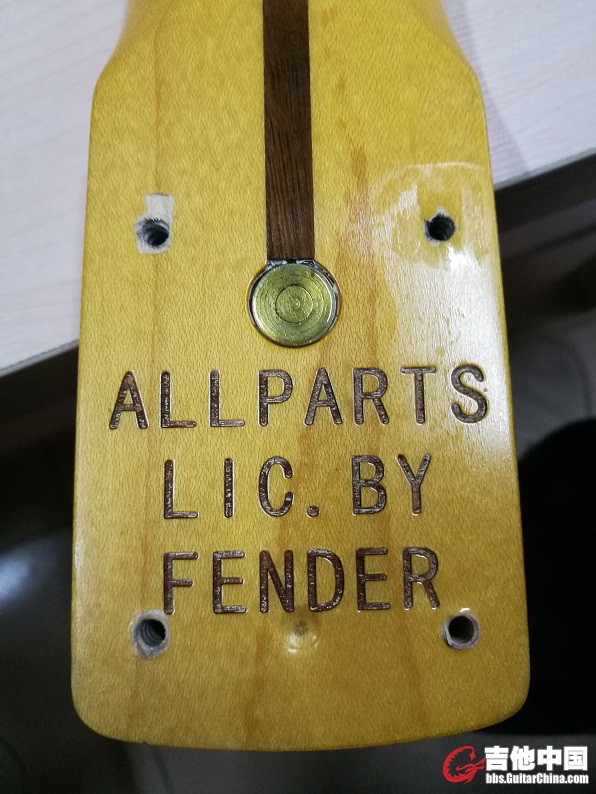 ALLPARTS
LIC. BY
FENDER
吉他中国
bbs.GuitarChina.com